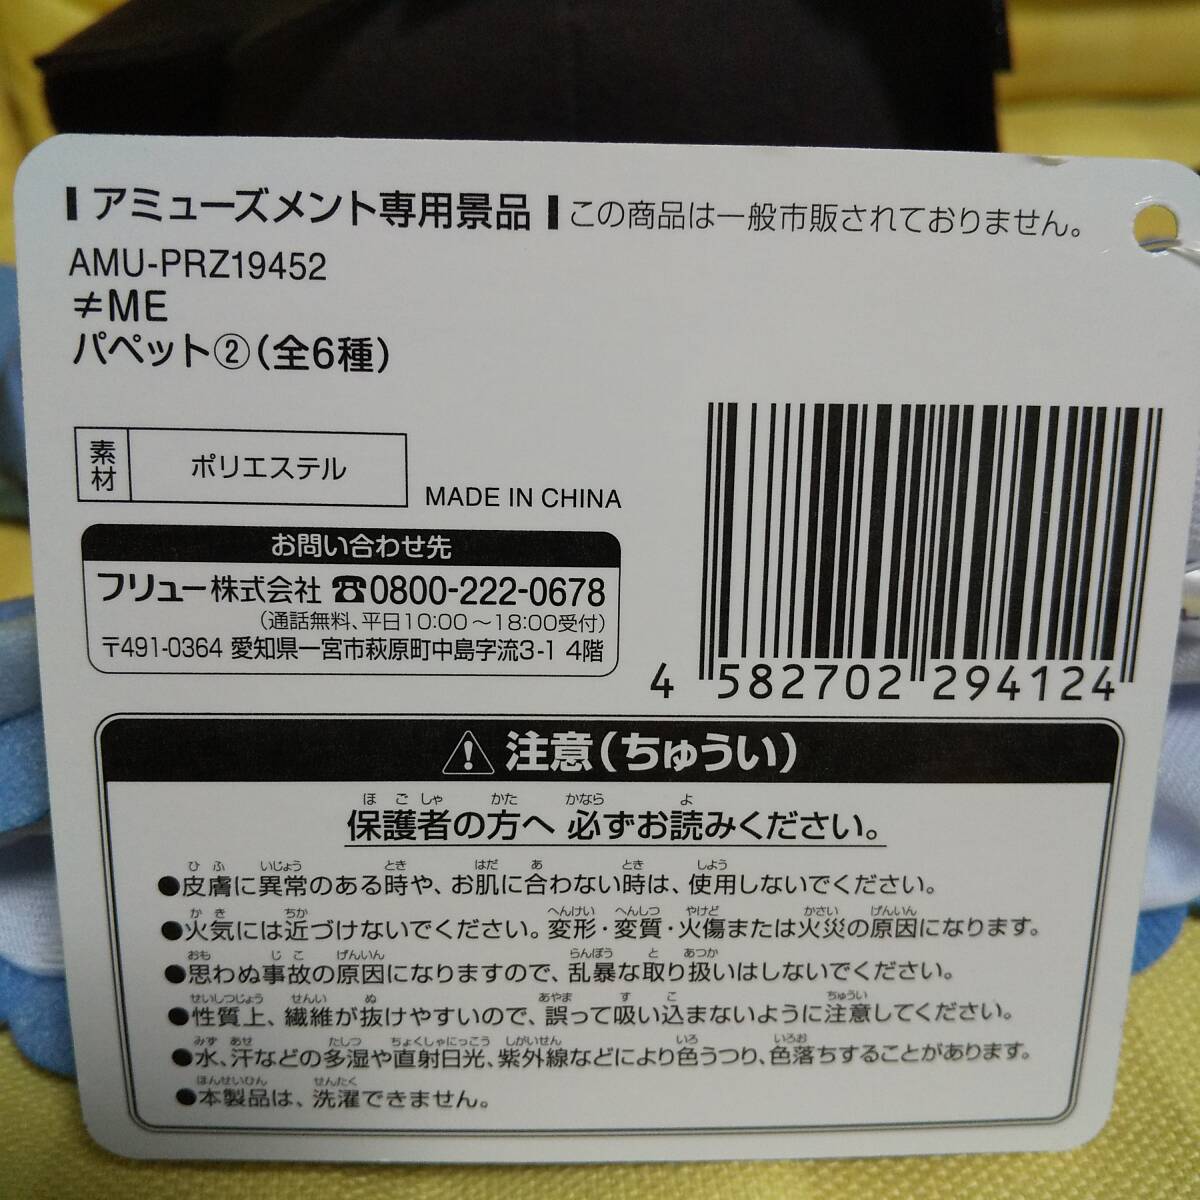 アミューズメント専用景品 この商品は一般市販されておりません。
AMU-PRZ19452
≠ME
パペット②(全6種)
素材 ポリエステル
MADE IN CHINA
お問い合わせ先
フリュー株式会社 ☎0800-222-0678
(通話無料、平日10:00～18:00受付)
〒491-0364 愛知県一宮市萩原町中島字流3-1 4階
4 582702 294124
注意(ちゅうい)
ほごしゃ かた かなら よ
保護者の方へ 必ずお読みください。
ひふ いじょう とき はだ あ とき しよう
●皮膚に異常のある時や、お肌に合わない時は、使用しないでください。
かき ちか へんけい へんしつ やけど かさい げんいん
●火気には近づけないでください。変形・変質・火傷または火災の原因になります。
おも じこ げんいん らんぼう と あつか
●思わぬ事故の原因になりますので、乱暴な取り扱いはしないでください。
せいしつじょう せんい ぬ あやま す こ ちゅうい
●性質上、繊維が抜けやすいので、誤って吸い込まないように注意してください。
みず あせ たしつ ちょくしゃにっこう しがいせん いろ いろお
●水、汗などの多湿や直射日光、紫外線などにより色うつり、色落ちすることがあります。
ほんせいひん せんたく
●本製品は、洗濯できません。